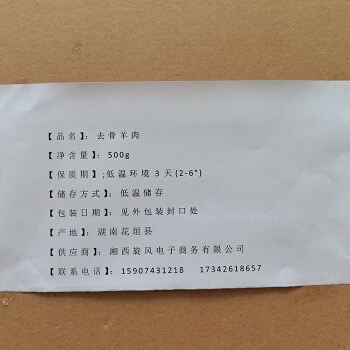 【品名】：去骨羊肉
【净含量】：500g
【保质期】;低温环境 3 天(2-6°)
【储存方式】：低温储存
【包装日期】：见外包装封口处
【产地】：湖南花垣县
【供应商】：湘西旋风电子商务有限公司
【联系电话】：15907431218 17342618657